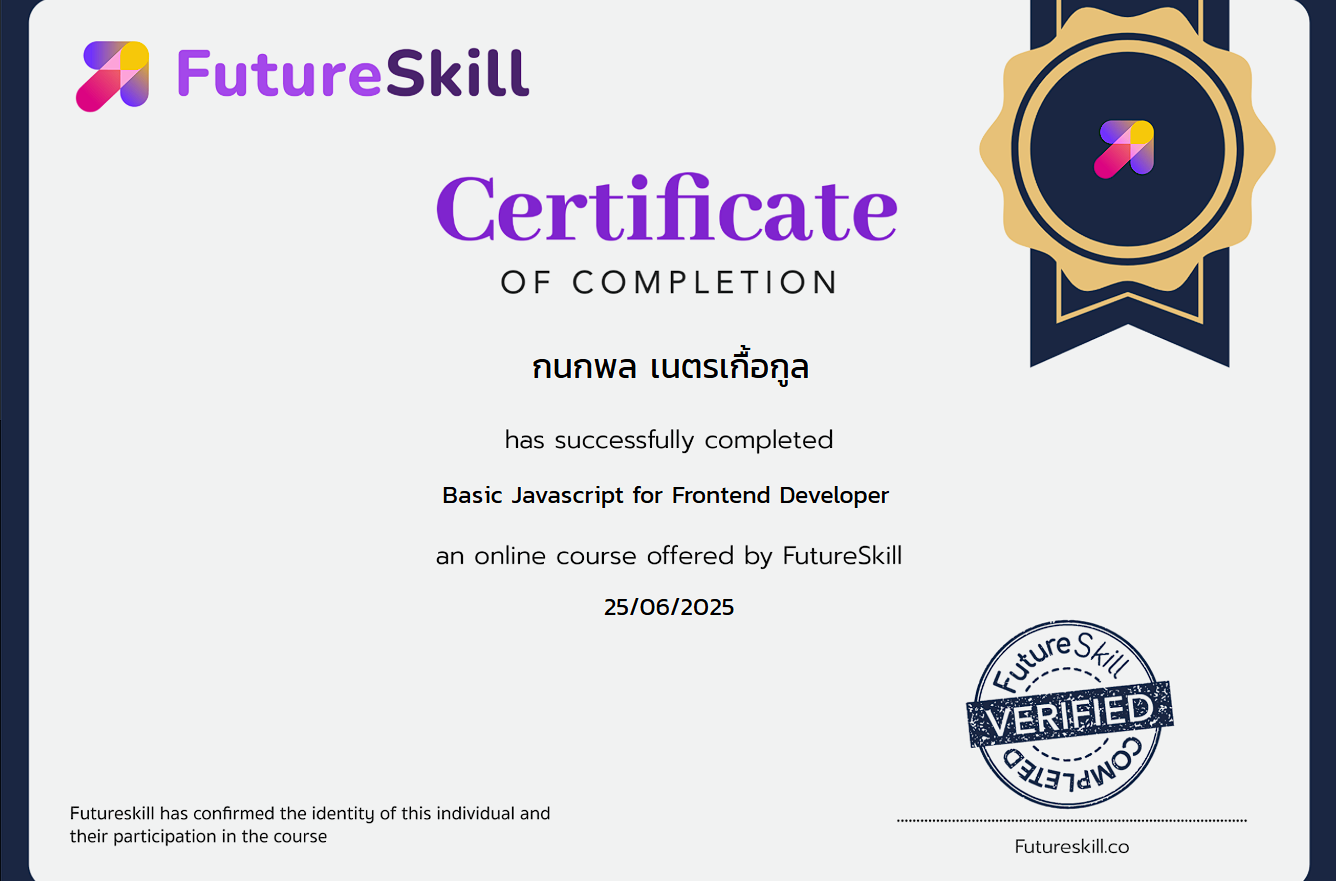 FutureSkill
Certificate
OF COMPLETION
กนกพล เนตรเกื้อกูล
has successfully completed
Basic Javascript for Frontend Developer
an online course offered by FutureSkill
25/06/2025
FutureSkill
VERIFIED
COMPLETED
Futureskill has confirmed the identity of this individual and
their participation in the course
Futureskill.co